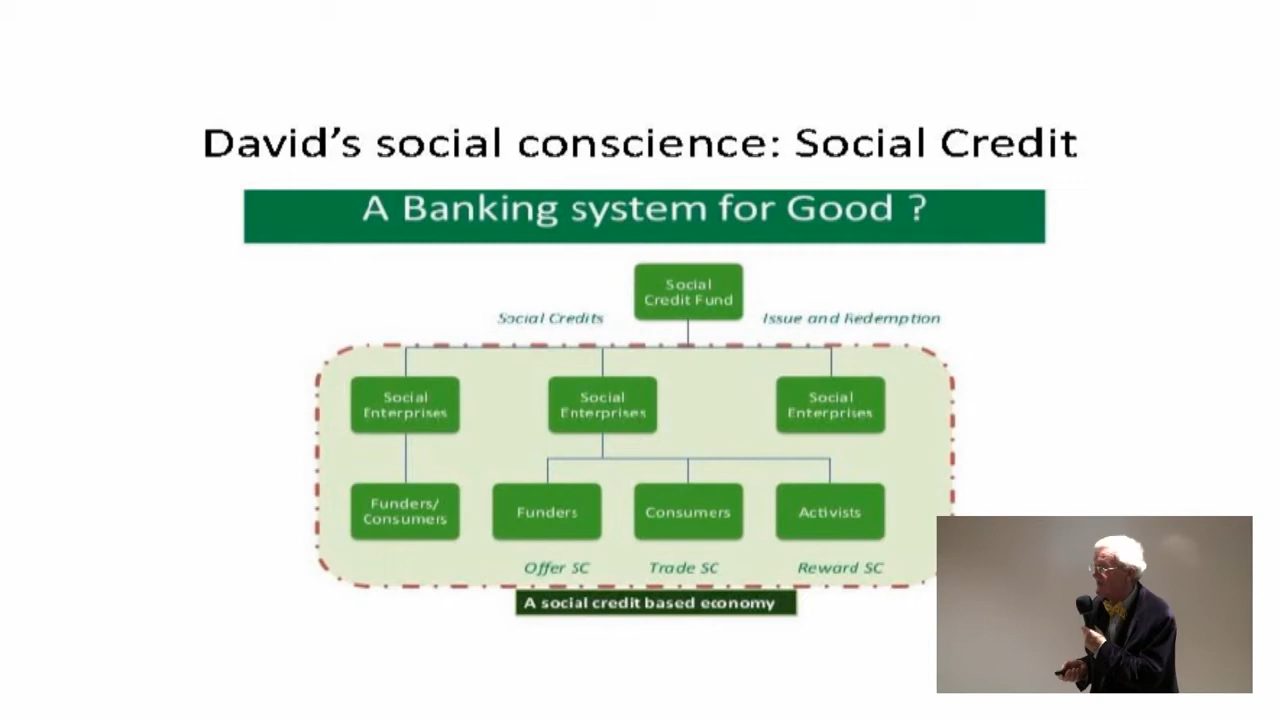 David's social conscience: Social Credit
A Banking system for Good ?
Social
Credit Fund
Social Credits
Issue and Redemption
Social
Enterprises
Social
Enterprises
Social
Enterprises
Funders/
Consumers
Funders
Consumers
Activists
Offer SC
Trade SC
Reward SC
A social credit based economy